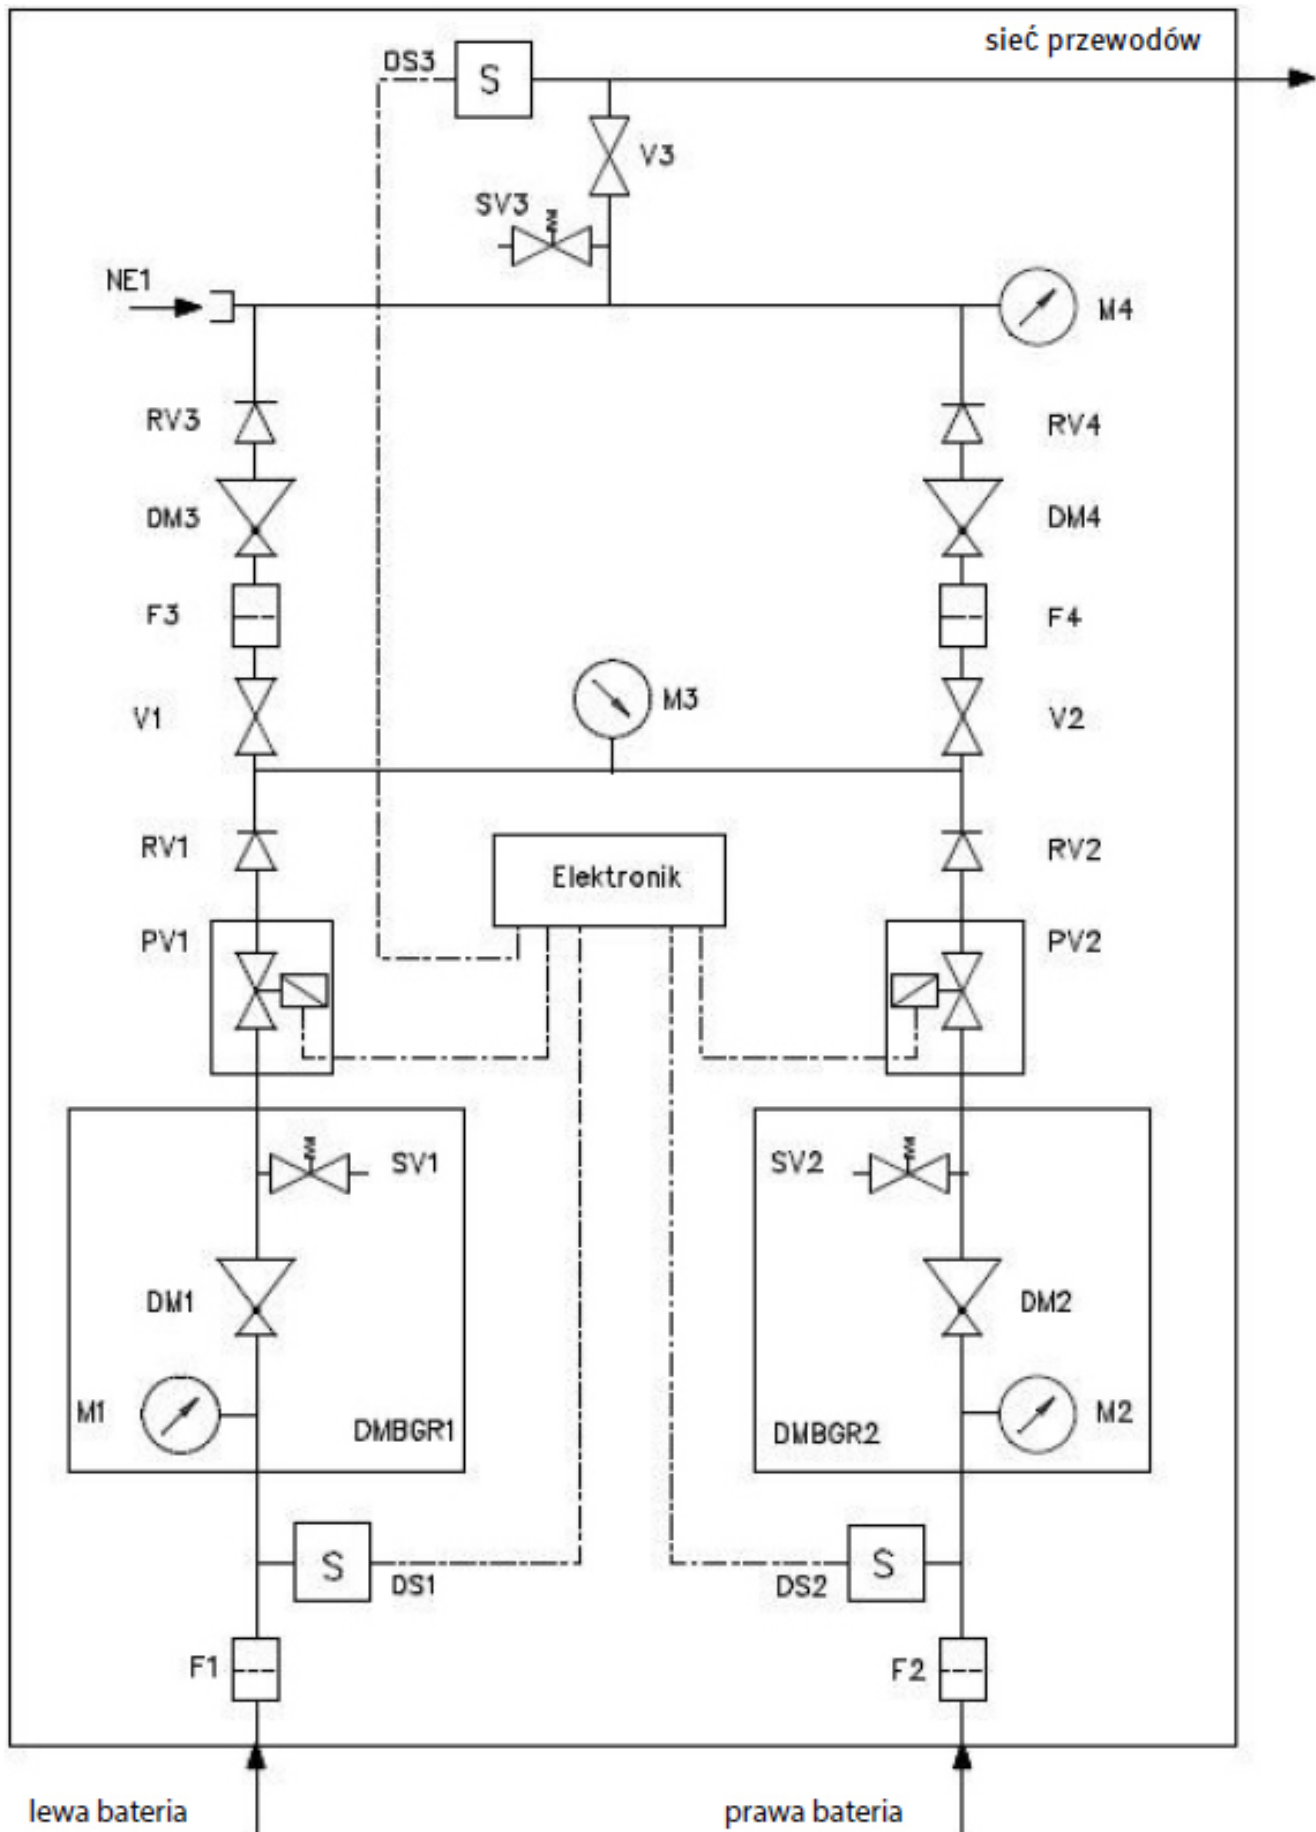 sieć przewodów
DS3
S
V3
SV3
NE1
M4
RV3
RV4
DM3
DM4
F3
F4
M3
V1
V2
RV1
RV2
Elektronik
PV1
PV2
SV1
SV2
DM1
DM2
M1
M2
DMBGR1
DMBGR2
S
S
DS1
DS2
F1
F2
lewa bateria
prawa bateria